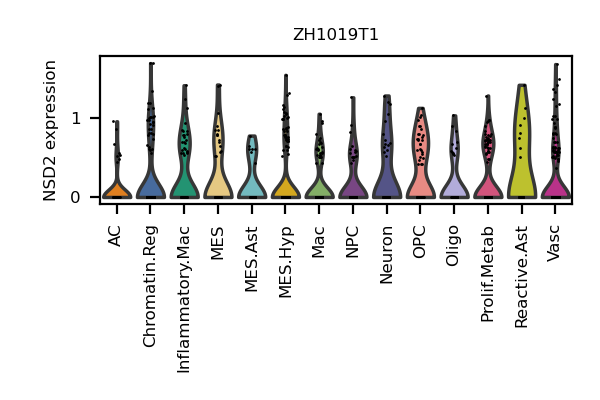 ZH1019T1
NSD2 expression
1
0
AC
Chromatin.Reg
Inflammatory.Mac
MES
MES.Ast
MES.Hyp
Mac
NPC
Neuron
OPC
Oligo
Prolif.Metab
Reactive.Ast
Vasc